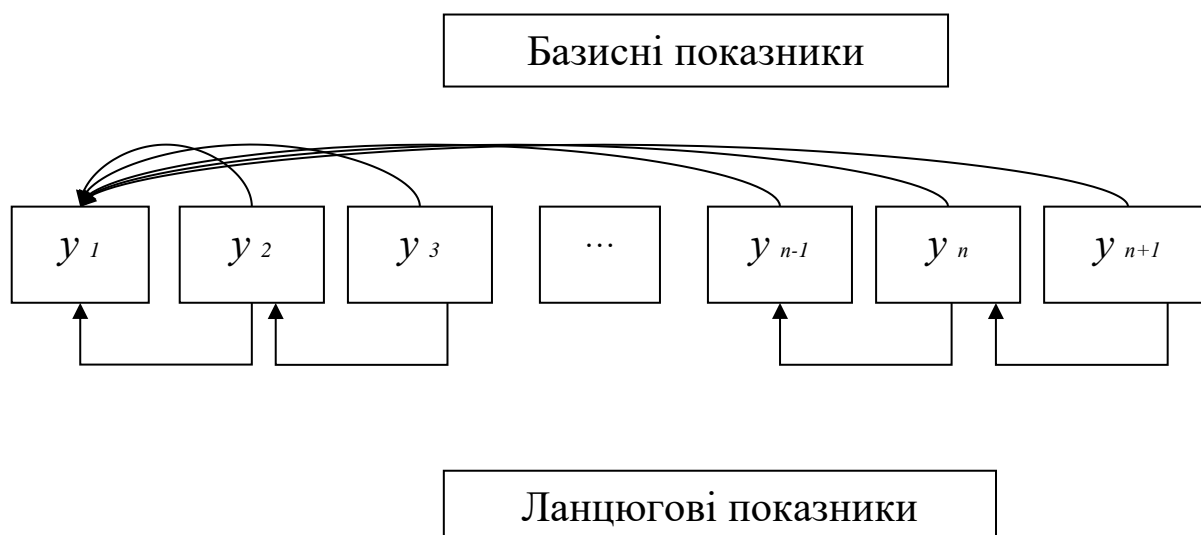 Базисні показники
y 1 y 2 y 3 ... y n-1 y n y n+1
Ланцюгові показники